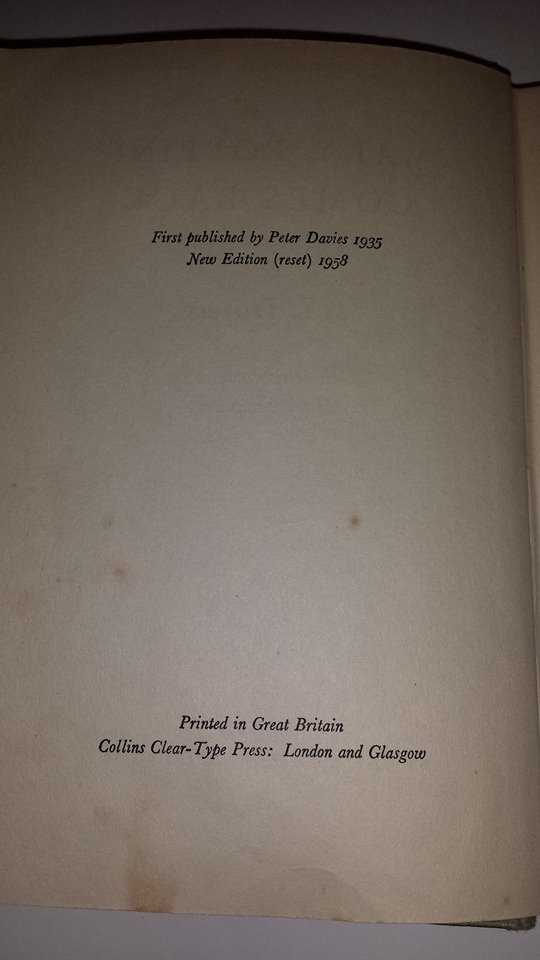 First published by Peter Davies 1935
New Edition (reset) 1958
Printed in Great Britain
Collins Clear-Type Press: London and Glasgow